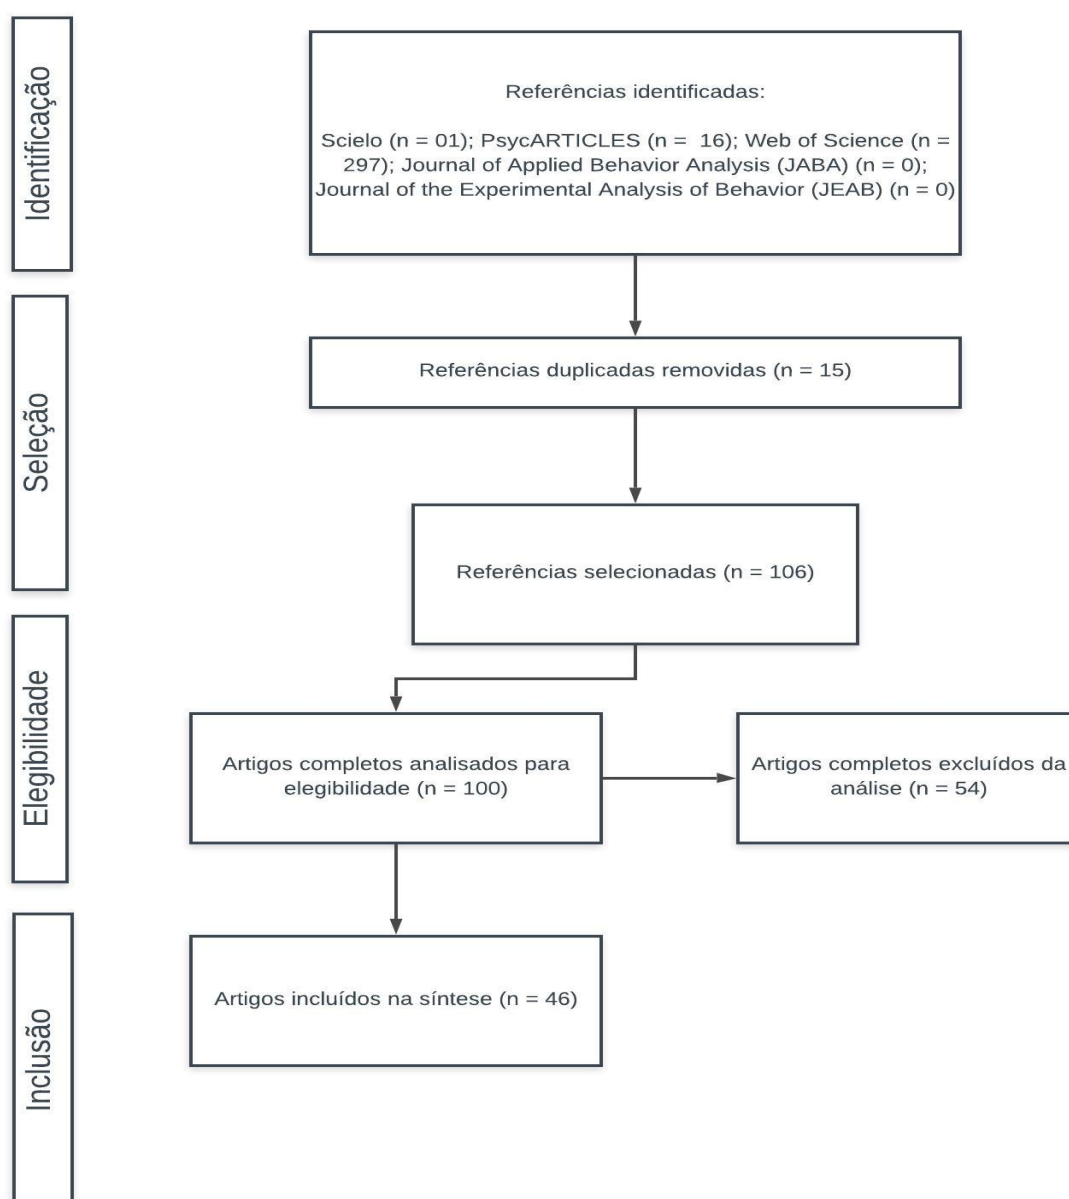 Identificação
Referências identificadas:
Scielo (n = 01); PsycARTICLES (n = 16); Web of Science (n =
297); Journal of Applied Behavior Analysis (JABA) (n = 0);
Journal of the Experimental Analysis of Behavior (JEAB) (n = 0)
Seleção
Referências duplicadas removidas (n = 15)
Referências selecionadas (n = 106)
Elegibilidade
Artigos completos analisados para
elegibilidade (n = 100)
Artigos completos excluídos da
análise (n = 54)
Inclusão
Artigos incluídos na síntese (n = 46)